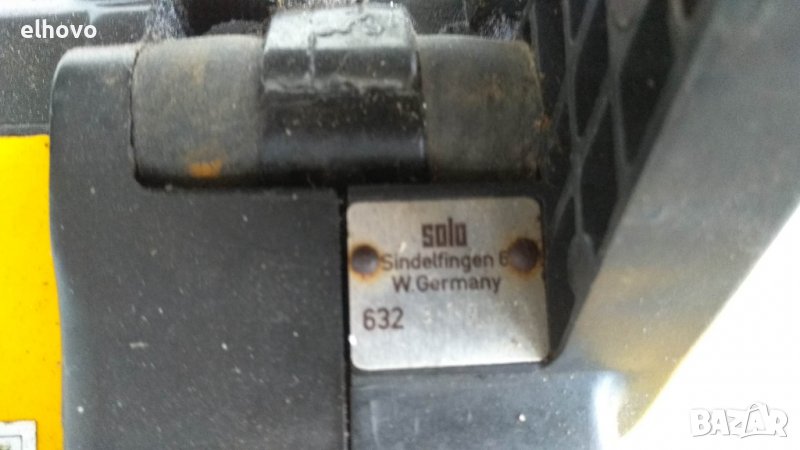 elhovo
solo
Sindelfingen 6
W.Germany
632
BAZAR